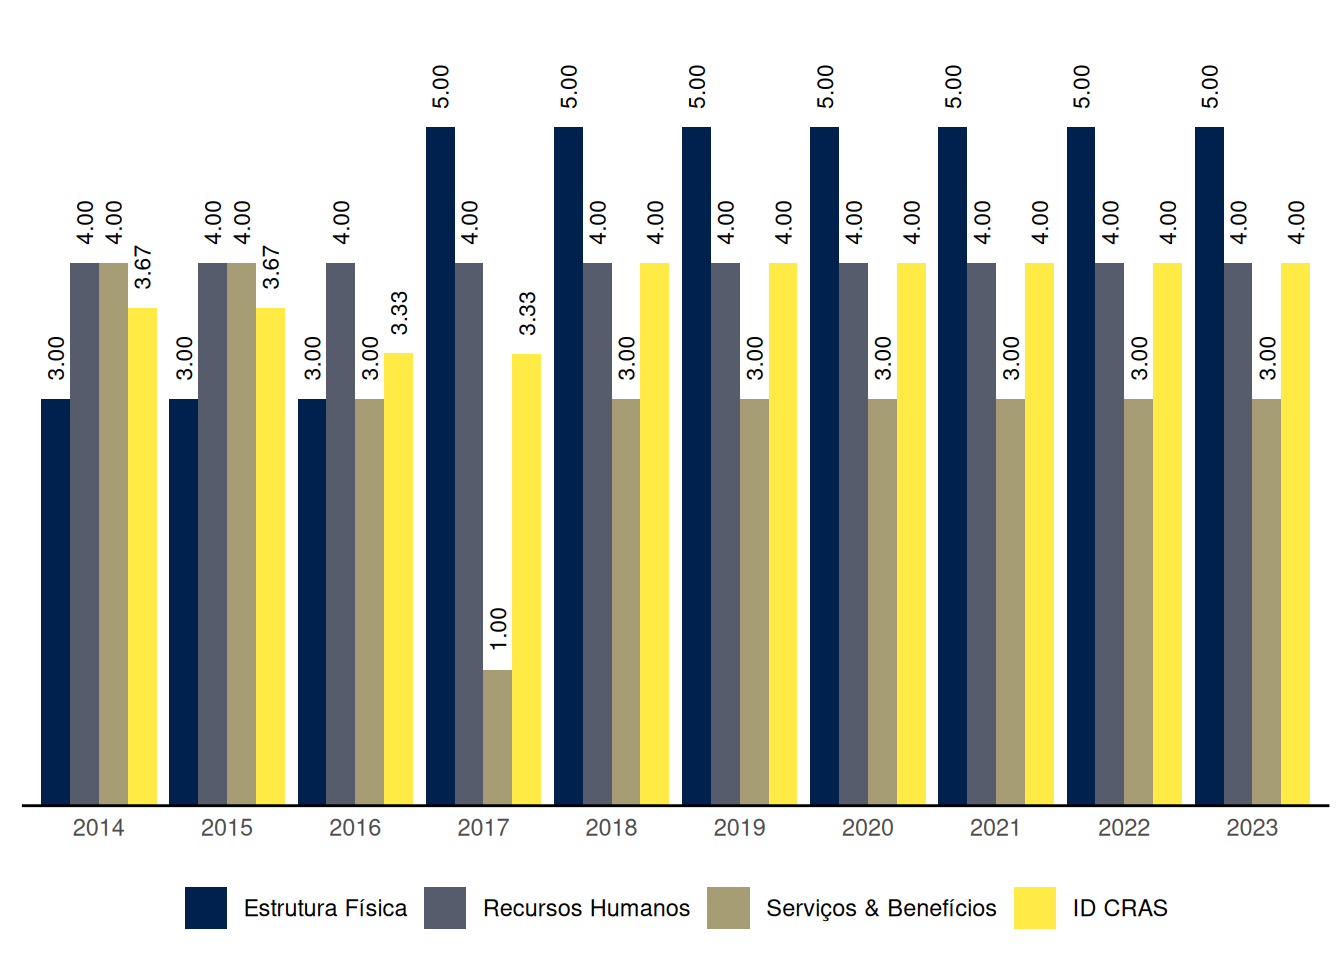 3.00 4.00 4.00 3.67 3.00 4.00 4.00 3.67 3.00 4.00 3.00 3.33 5.00 4.00 1.00 3.33 5.00 4.00 3.00 4.00 5.00 4.00 3.00 4.00 5.00 4.00 3.00 4.00 5.00 4.00 3.00 4.00 5.00 4.00 3.00 4.00 5.00 4.00 3.00 4.00
2014 2015 2016 2017 2018 2019 2020 2021 2022 2023
Estrutura Física Recursos Humanos Serviços & Benefícios ID CRAS